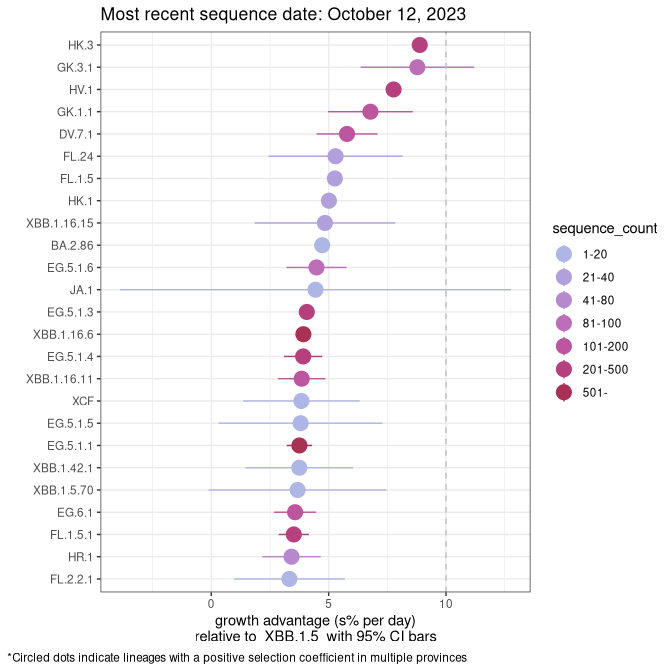 Most recent sequence date: October 12, 2023
HK.3
GK.3.1
HV.1
GK.1.1
DV.7.1
FL.24
FL.1.5
HK.1
XBB.1.16.15
BA.2.86
EG.5.1.6
JA.1
EG.5.1.3
XBB.1.16.6
EG.5.1.4
XBB.1.16.11
XCF
EG.5.1.5
EG.5.1.1
XBB.1.42.1
XBB.1.5.70
EG.6.1
FL.1.5.1
HR.1
FL.2.2.1
0 5 10
growth advantage (s% per day)
relative to XBB.1.5 with 95% CI bars
sequence_count
1-20
21-40
41-80
81-100
101-200
201-500
501-
*Circled dots indicate lineages with a positive selection coefficient in multiple provinces